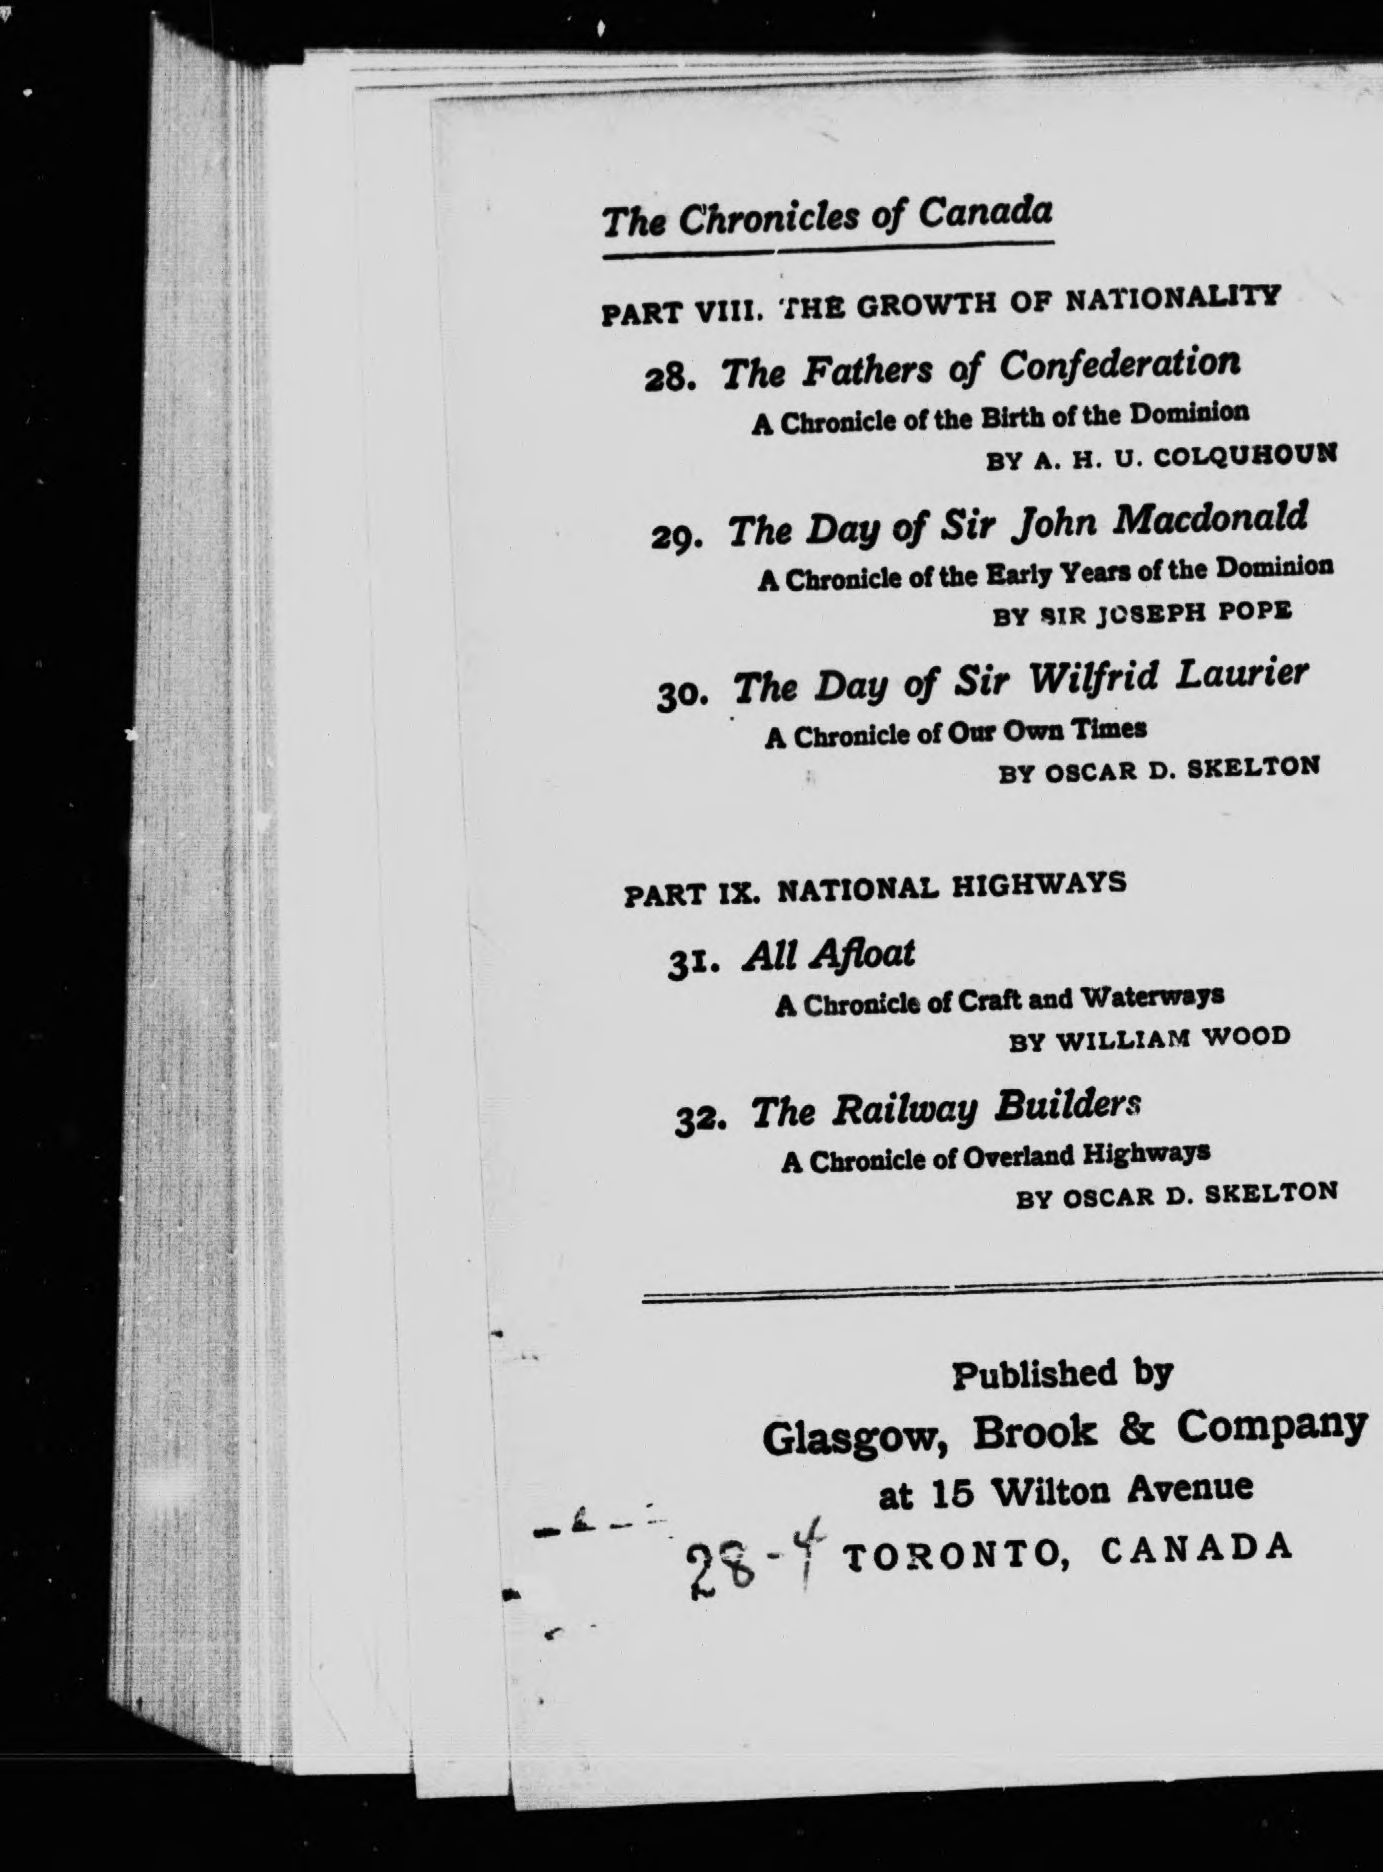 The Chronicles of Canada
PART VIII. THE GROWTH OF NATIONALITY
28. The Fathers of Confederation
A Chronicle of the Birth of the Dominion
BY A. H. U. COLQUHOUN
29. The Day of Sir John Macdonald
A Chronicle of the Early Years of the Dominion
BY SIR JOSEPH POPE
30. The Day of Sir Wilfrid Laurier
A Chronicle of Our Own Times
BY OSCAR D. SKELTON
PART IX. NATIONAL HIGHWAYS
31. All Afloat
A Chronicle of Craft and Waterways
BY WILLIAM WOOD
32. The Railway Builders
A Chronicle of Overland Highways
BY OSCAR D. SKELTON
Published by
Glasgow, Brook & Company
at 15 Wilton Avenue
28-4 TORONTO, CANADA